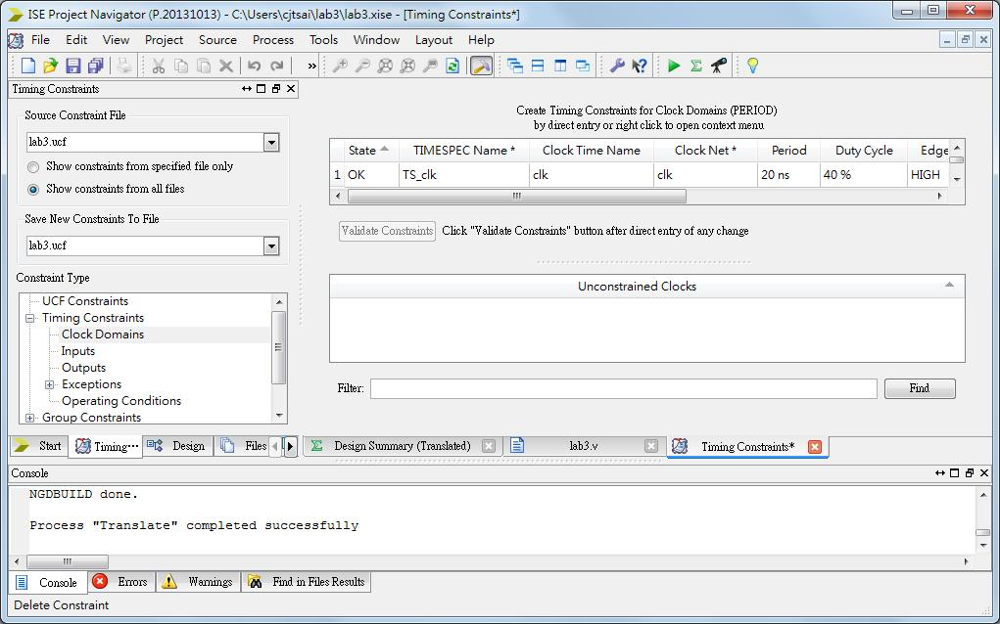 ISE Project Navigator (P.20131013) - C:\Users\cjtsai\lab3\lab3.xise - [Timing Constraints*]
File Edit View Project Source Process Tools Window Layout Help
»
Timing Constraints
Source Constraint File
lab3.ucf
Show constraints from specified file only
Show constraints from all files
Save New Constraints To File
lab3.ucf
Constraint Type
UCF Constraints
Timing Constraints
Clock Domains
Inputs
Outputs
Exceptions
Operating Conditions
Group Constraints
Create Timing Constraints for Clock Domains (PERIOD)
by direct entry or right click to open context menu
State TIMESPEC Name * Clock Time Name Clock Net * Period Duty Cycle Edge
1 OK TS_clk clk clk 20 ns 40 % HIGH
Validate Constraints Click "Validate Constraints" button after direct entry of any change
Unconstrained Clocks
Filter: Find
Start Timing··· Design Files Design Summary (Translated) lab3.v Timing Constraints*
Console
NGDBUILD done.
Process "Translate" completed successfully
Console Errors Warnings Find in Files Results
Delete Constraint